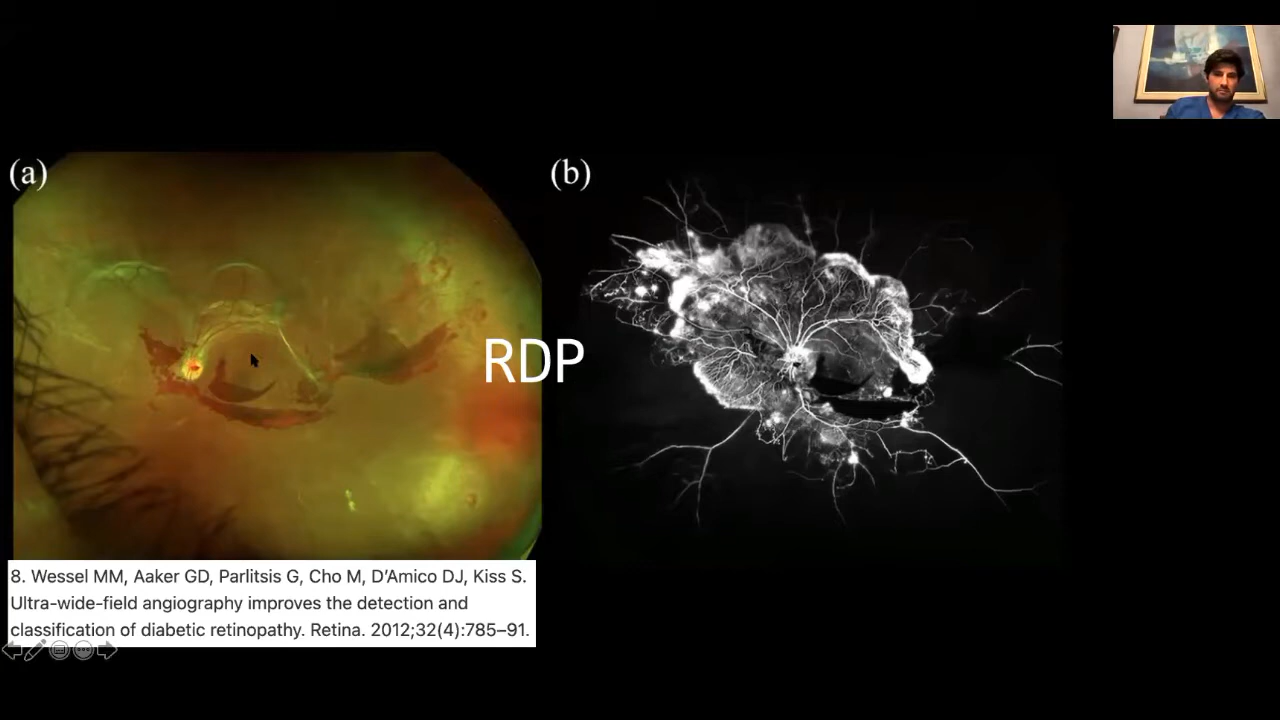 (a)
(b)
RDP
8. Wessel MM, Aaker GD, Parlitsis G, Cho M, D’Amico DJ, Kiss S.
Ultra-wide-field angiography improves the detection and
classification of diabetic retinopathy. Retina. 2012;32(4):785–91.